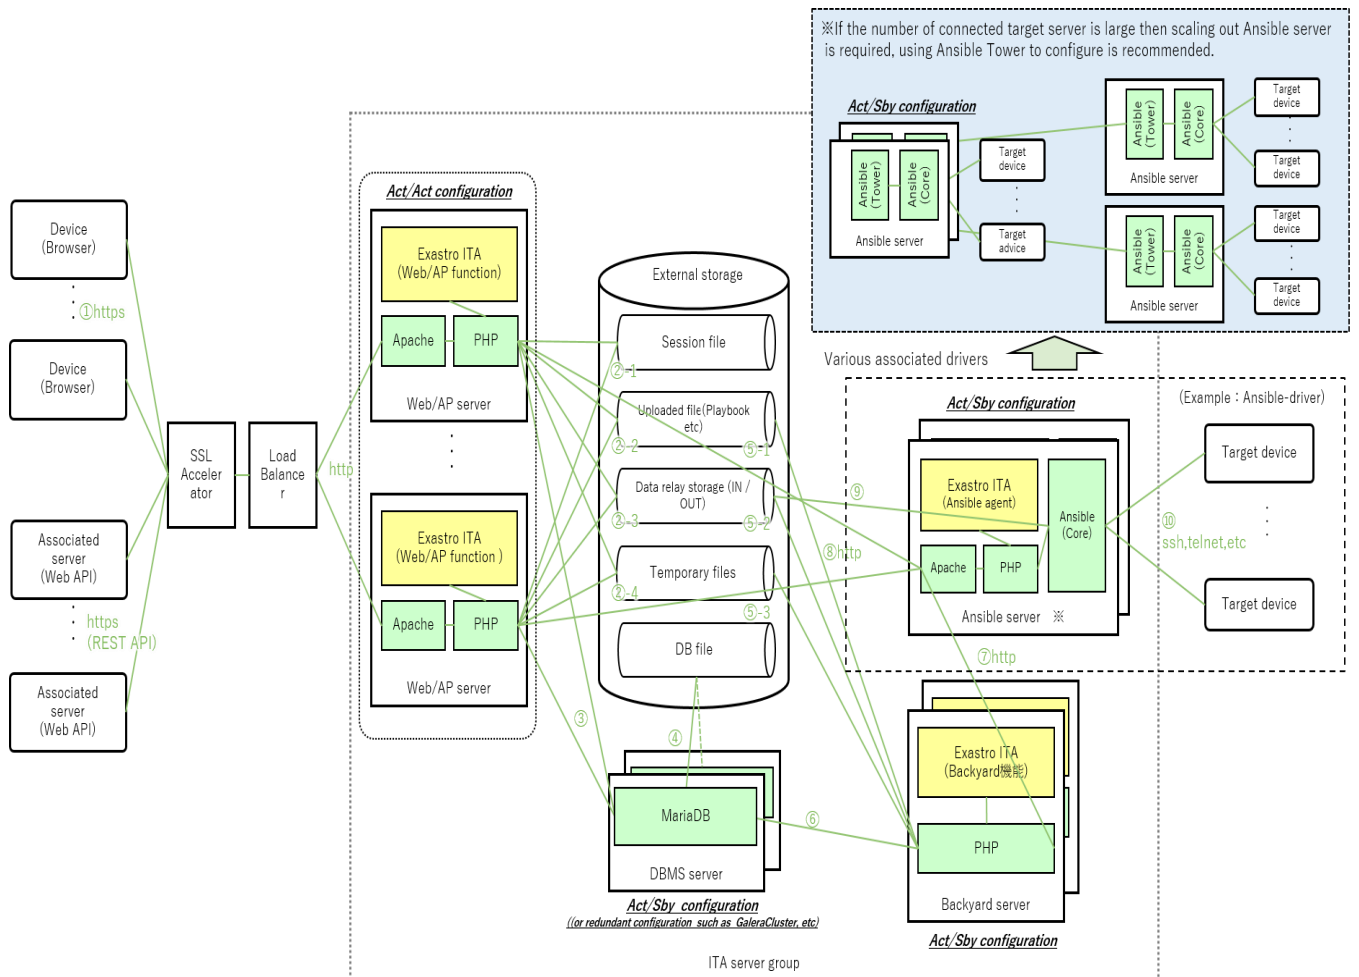 ※If the number of connected target server is large then scaling out Ansible server
is required, using Ansible Tower to configure is recommended.
Act/Sby configuration
Ansible
(Tower)
Ansible
(Core)
Ansible server
Target
device
Target
advice
Ansible
(Tower)
Ansible
(Core)
Ansible server
Target
device
Target
device
Ansible
(Tower)
Ansible
(Core)
Ansible server
Target
device
Target
device
Various associated drivers
Device
(Browser)
①https
Device
(Browser)
Associated
server
(Web API)
https
(REST API)
Associated
server
(Web API)
SSL
Acceler
ator
Load
Balance
r
http
Act/Act configuration
Exastro ITA
(Web/AP function)
Apache
PHP
Web/AP server
Exastro ITA
(Web/AP function )
Apache
PHP
Web/AP server
External storage
Session file
②-1
Uploaded file(Playbook
etc)
②-2
⑤-1
Data relay storage (IN /
OUT)
②-3
⑤-2
Temporary files
②-4
⑤-3
DB file
③
④
MariaDB
DBMS server
Act/Sby configuration
((or redundant configuration such as GaleraCluster, etc)
⑥
Act/Sby configuration
(Example：Ansible-driver)
Exastro ITA
(Ansible agent)
Apache
PHP
Ansible
(Core)
Ansible server ※
⑨
⑧http
⑩
ssh,telnet,etc
Target device
Target device
⑦http
Exastro ITA
(Backyard機能)
PHP
Backyard server
Act/Sby configuration
ITA server group